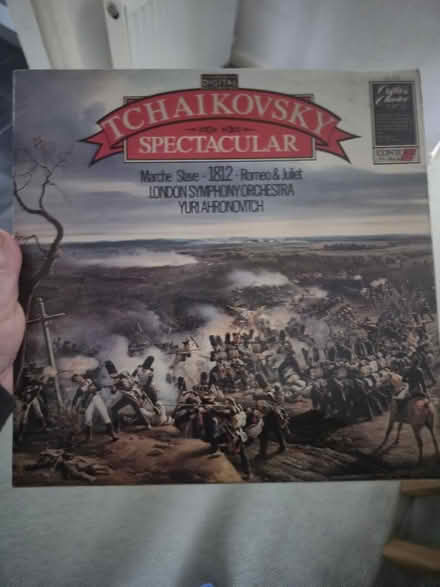 DIGITAL
TCHAIKOVSKY
SPECTACULAR
Marche Slave - 1812 - Romeo & Juliet
LONDON SYMPHONY ORCHESTRA
YURI AHRONOVITCH